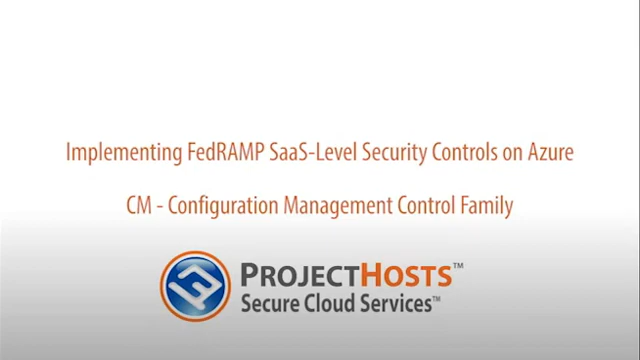 Implementing FedRAMP SaaS-Level Security Controls on Azure
CM - Configuration Management Control Family
PROJECTHOSTS™
Secure Cloud Services™